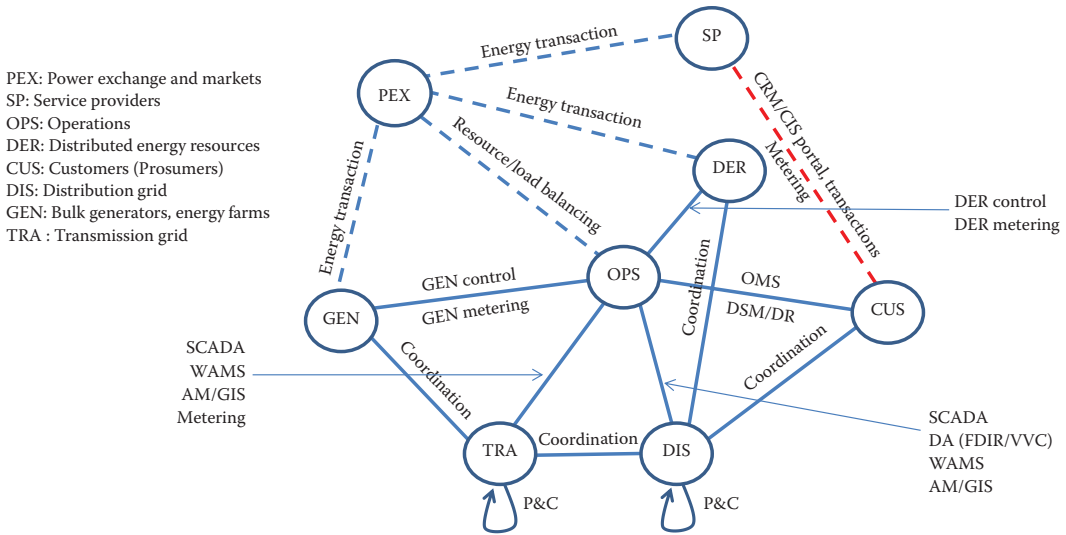 PEX: Power exchange and markets
SP: Service providers
OPS: Operations
DER: Distributed energy resources
CUS: Customers (Prosumers)
DIS: Distribution grid
GEN: Bulk generators, energy farms
TRA : Transmission grid
SP
Energy transaction
PEX
Energy transaction
CRM/CIS portal, transactions
Metering
Resource/load balancing
DER
Energy transaction
DER control
DER metering
Coordination
OPS
GEN control
GEN metering
OMS
DSM/DR
GEN
CUS
SCADA
WAMS
AM/GIS
Metering
Coordination
Coordination
SCADA
DA (FDIR/VVC)
WAMS
AM/GIS
TRA
Coordination
DIS
P&C
P&C